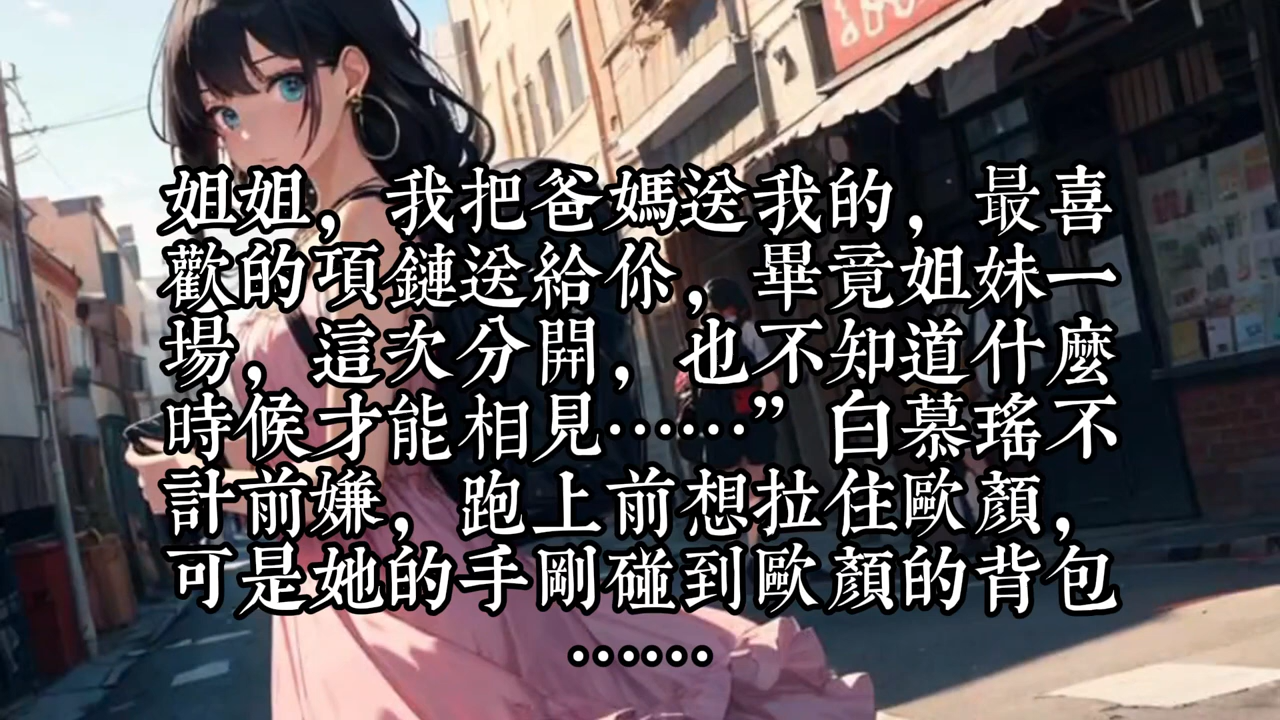 姐姐，我把爸媽送我的，最喜
歡的項鏈送給你，畢竟姐妹一
場，這次分開，也不知道什麼
時候才能相見……”白慕瑤不
計前嫌，跑上前想拉住歐顏，
可是她的手剛碰到歐顏的背包
……